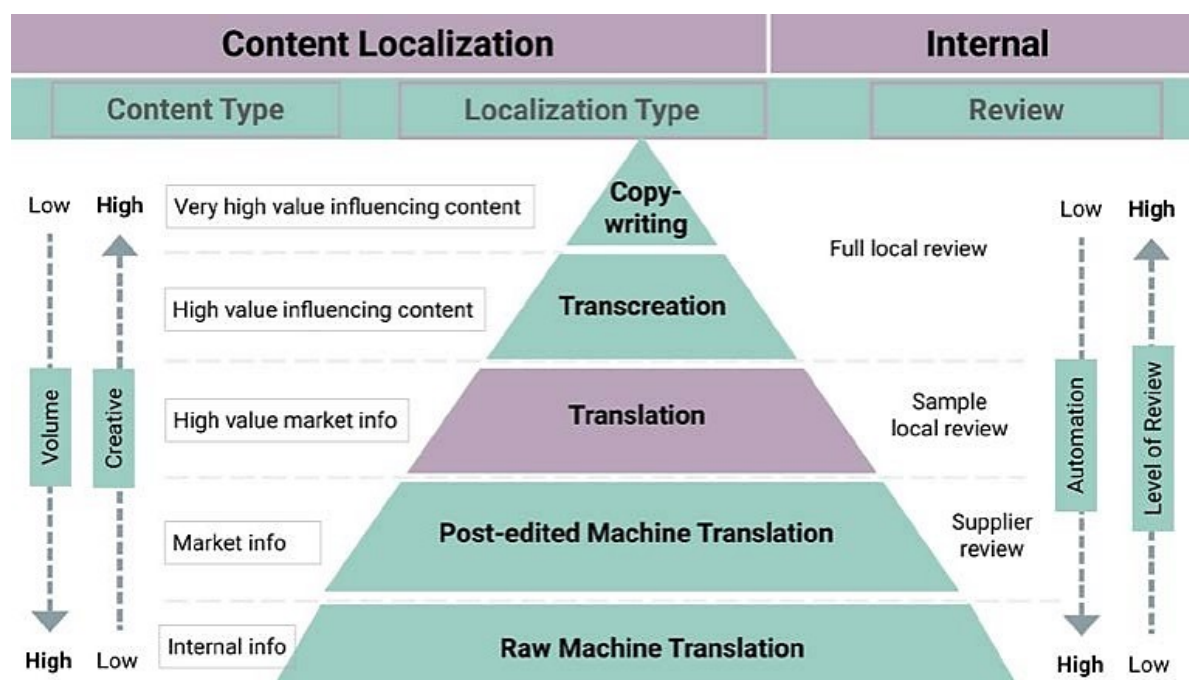 Content Localization
Internal
Content Type
Localization Type
Review
Low
High
Very high value influencing content
Copy-
writing
Full local review
Low
High
High value influencing content
Transcreation
Volume
Creative
High value market info
Translation
Sample
local review
Automation
Level of Review
Market info
Post-edited Machine Translation
Supplier
review
High
Low
Internal info
Raw Machine Translation
High
Low